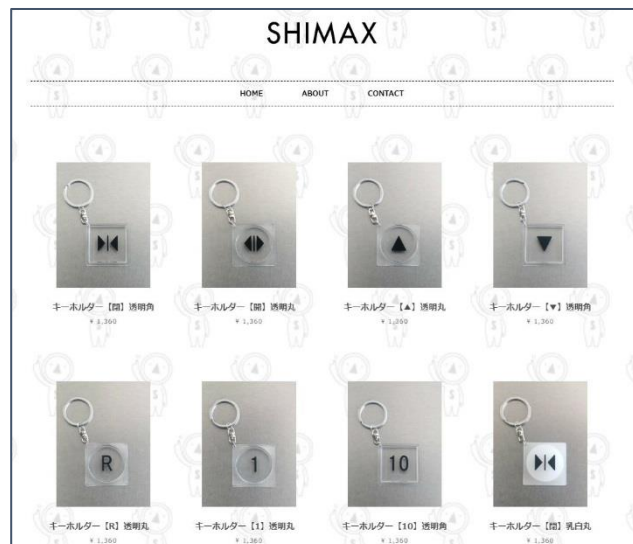 SHIMAX
HOME ABOUT CONTACT
キーホルダー【閉】透明角
¥ 1,360
キーホルダー【開】透明丸
¥ 1,360
キーホルダー【▲】透明丸
¥ 1,360
キーホルダー【▼】透明角
¥ 1,360
R
1
10
キーホルダー【R】透明丸
¥ 1,360
キーホルダー【1】透明丸
¥ 1,360
キーホルダー【10】透明角
¥ 1,360
キーホルダー【閉】乳白丸
¥ 1,360